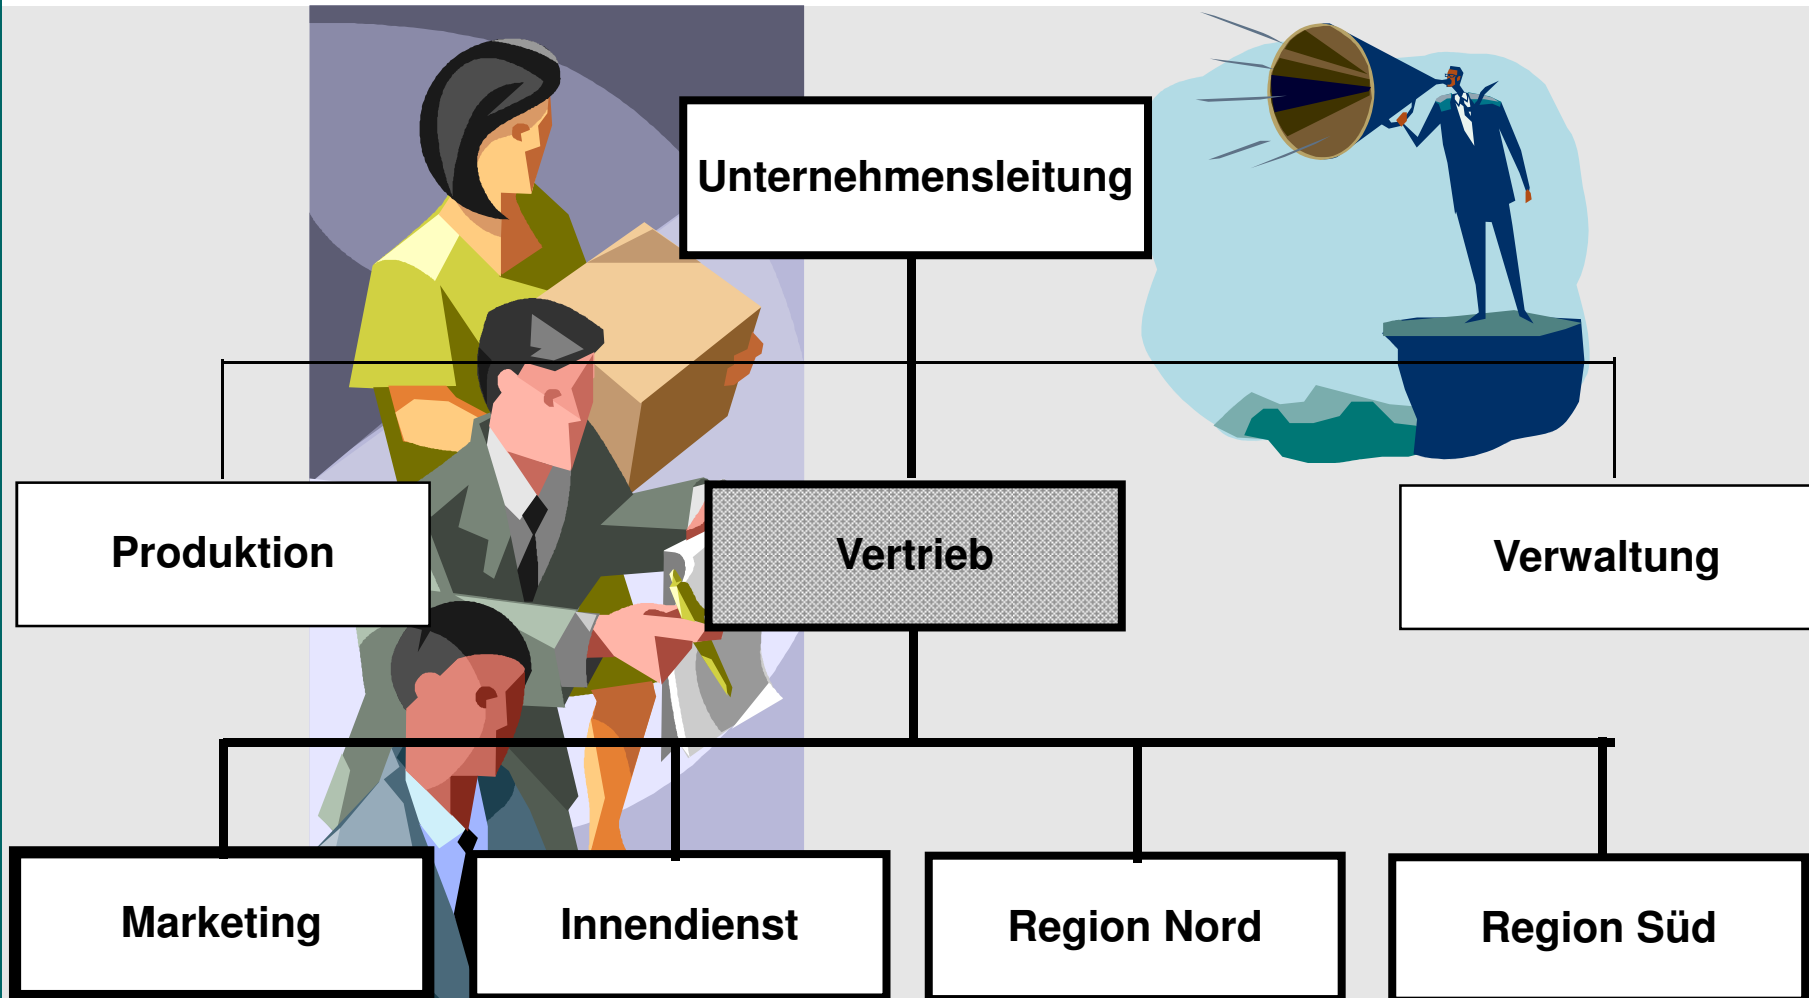 Unternehmensleitung
Produktion
Vertrieb
Verwaltung
Marketing
Innendienst
Region Nord
Region Süd